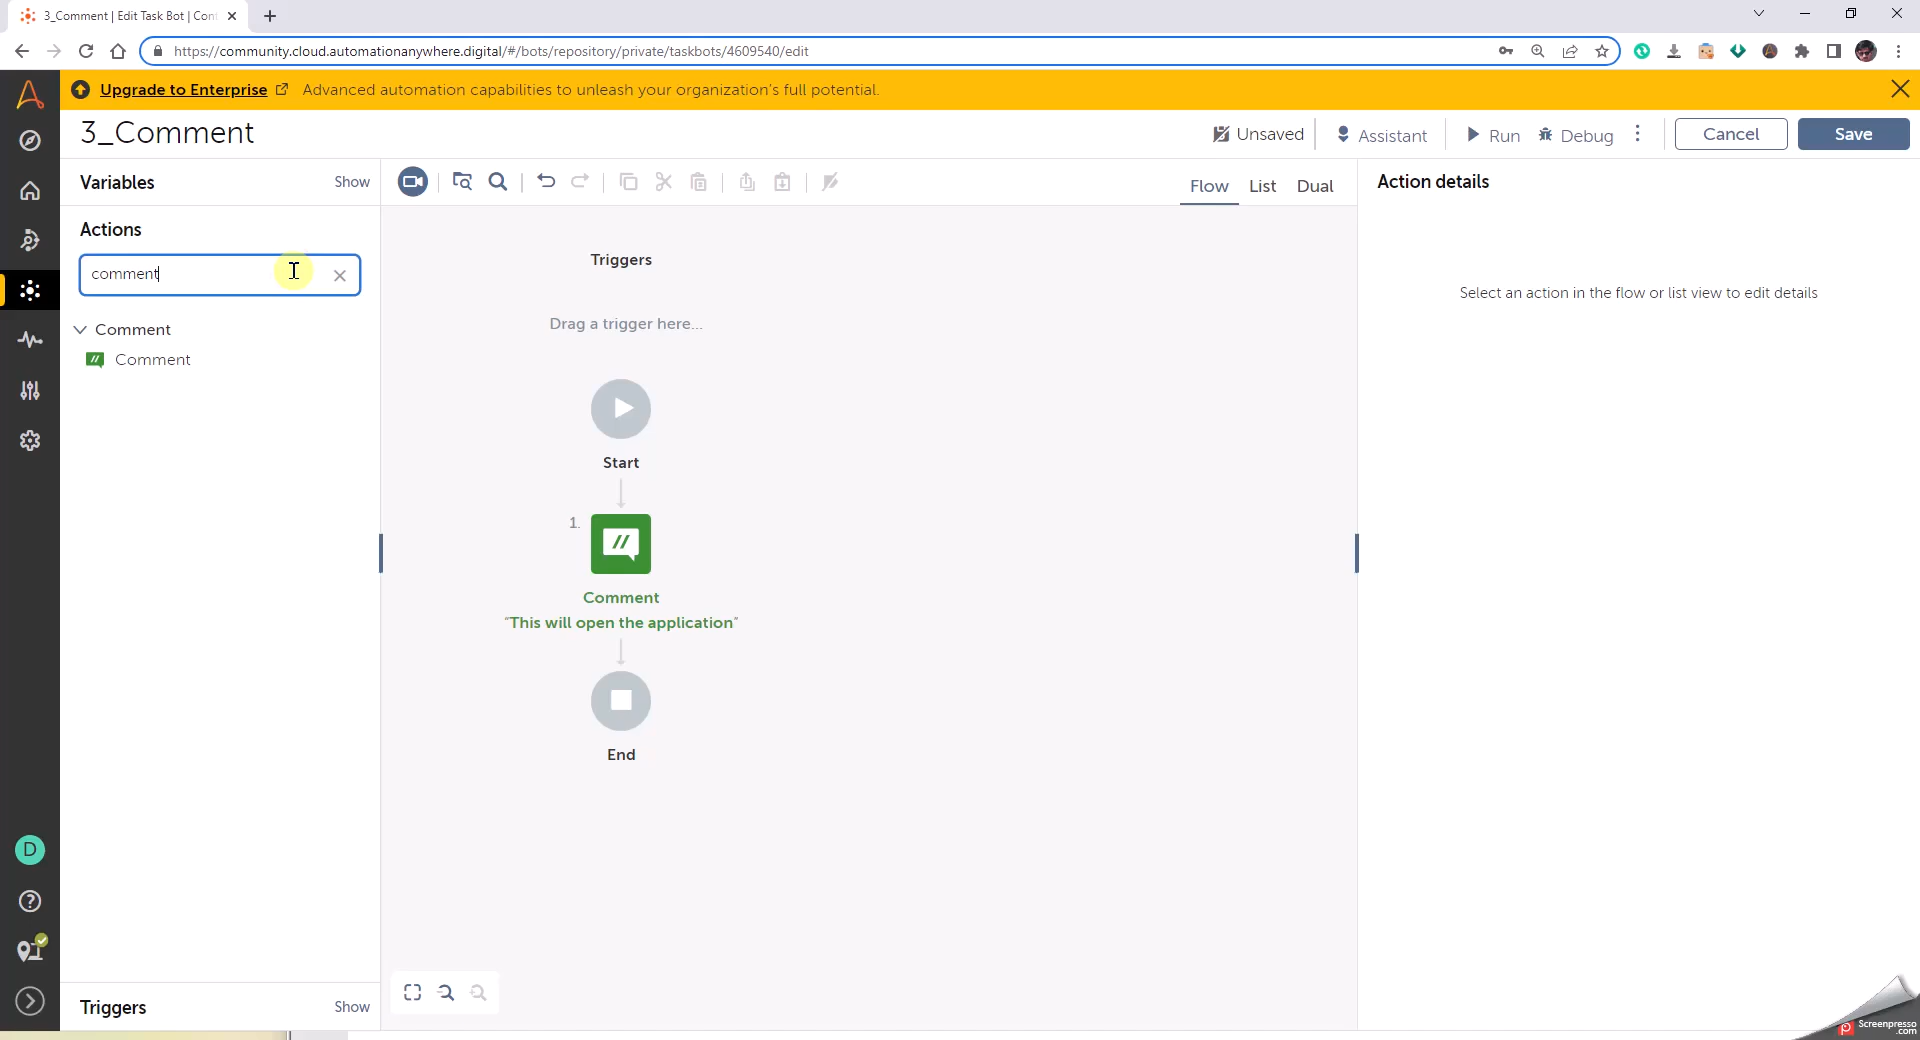 3_Comment | Edit Task Bot | Con
https://community.cloud.automationanywhere.digital/#/bots/repository/private/taskbots/4609540/edit
Upgrade to Enterprise Advanced automation capabilities to unleash your organization's full potential.
3_Comment
Unsaved
Assistant
Run
Debug
Cancel
Save
Variables
Show
Flow
List
Dual
Action details
Actions
comment
Comment
Comment
Triggers
Drag a trigger here...
Start
1.
Comment
"This will open the application"
End
Select an action in the flow or list view to edit details
D
Triggers
Show
Screenpresso
.com